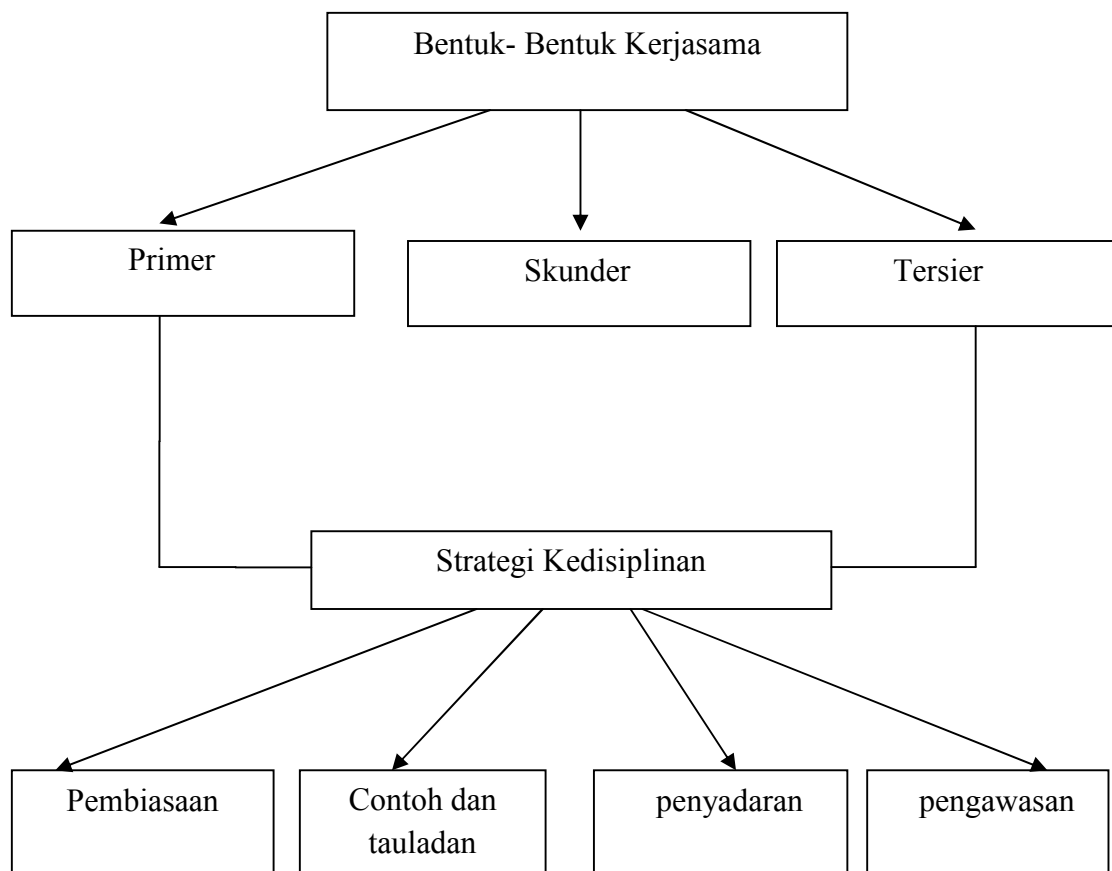 Bentuk- Bentuk Kerjasama
Primer
Skunder
Tersier
Strategi Kedisiplinan
Pembiasaan
Contoh dan
tauladan
penyadaran
pengawasan